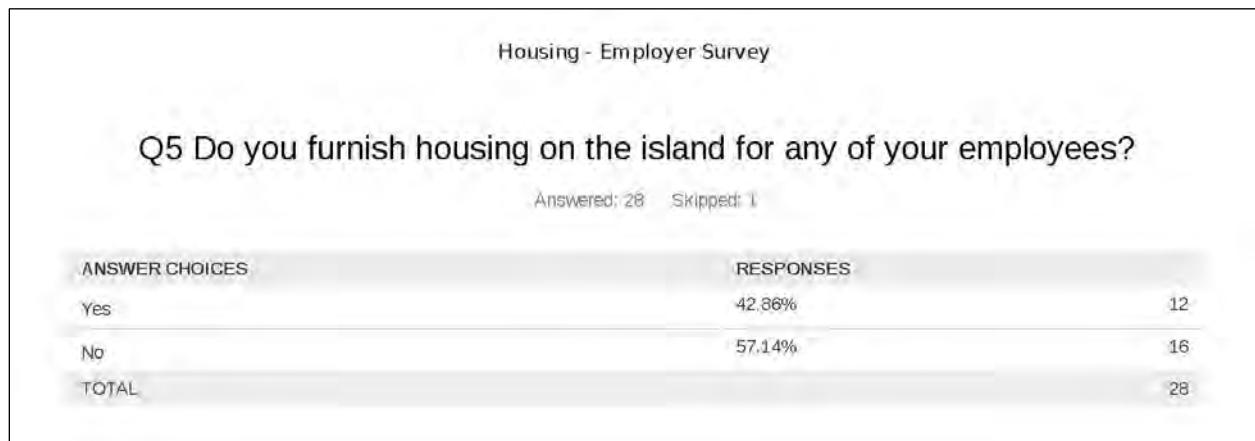 Housing - Employer Survey
Q5 Do you furnish housing on the island for any of your employees?
Answered: 28 Skipped: 1
ANSWER CHOICES RESPONSES
Yes 42.86% 12
No 57.14% 16
TOTAL 28